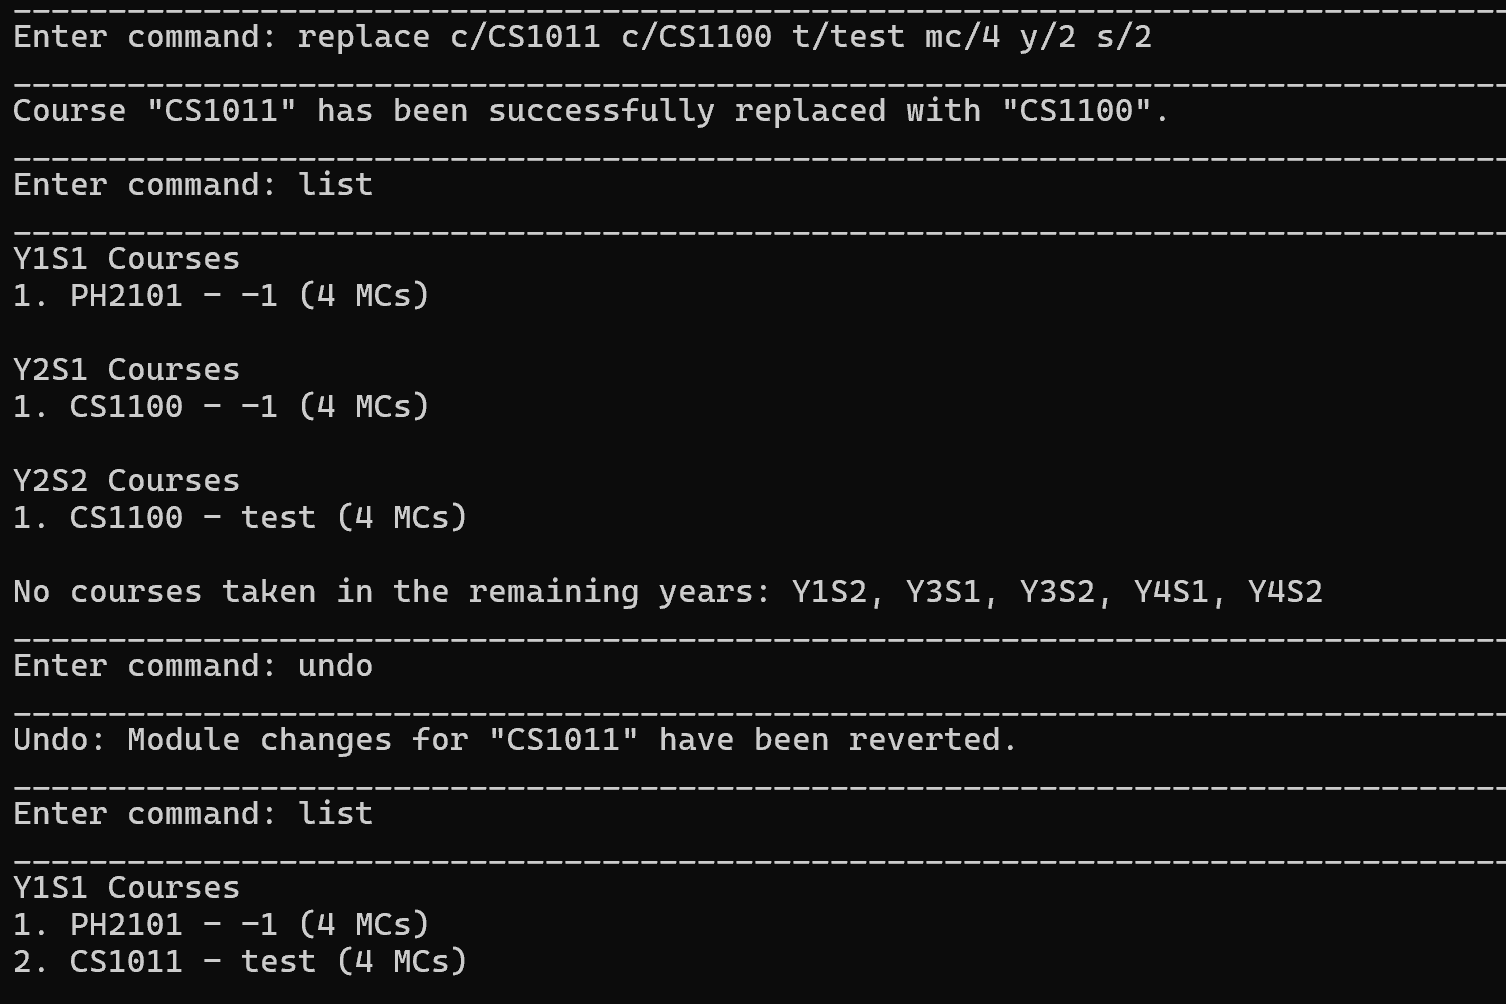 Enter command: replace c/CS1011 c/CS1100 t/test mc/4 y/2 s/2
Course "CS1011" has been successfully replaced with "CS1100".
Enter command: list
Y1S1 Courses
1. PH2101 - -1 (4 MCs)
Y2S1 Courses
1. CS1100 - -1 (4 MCs)
Y2S2 Courses
1. CS1100 - test (4 MCs)
No courses taken in the remaining years: Y1S2, Y3S1, Y3S2, Y4S1, Y4S2
Enter command: undo
Undo: Module changes for "CS1011" have been reverted.
Enter command: list
Y1S1 Courses
1. PH2101 - -1 (4 MCs)
2. CS1011 - test (4 MCs)